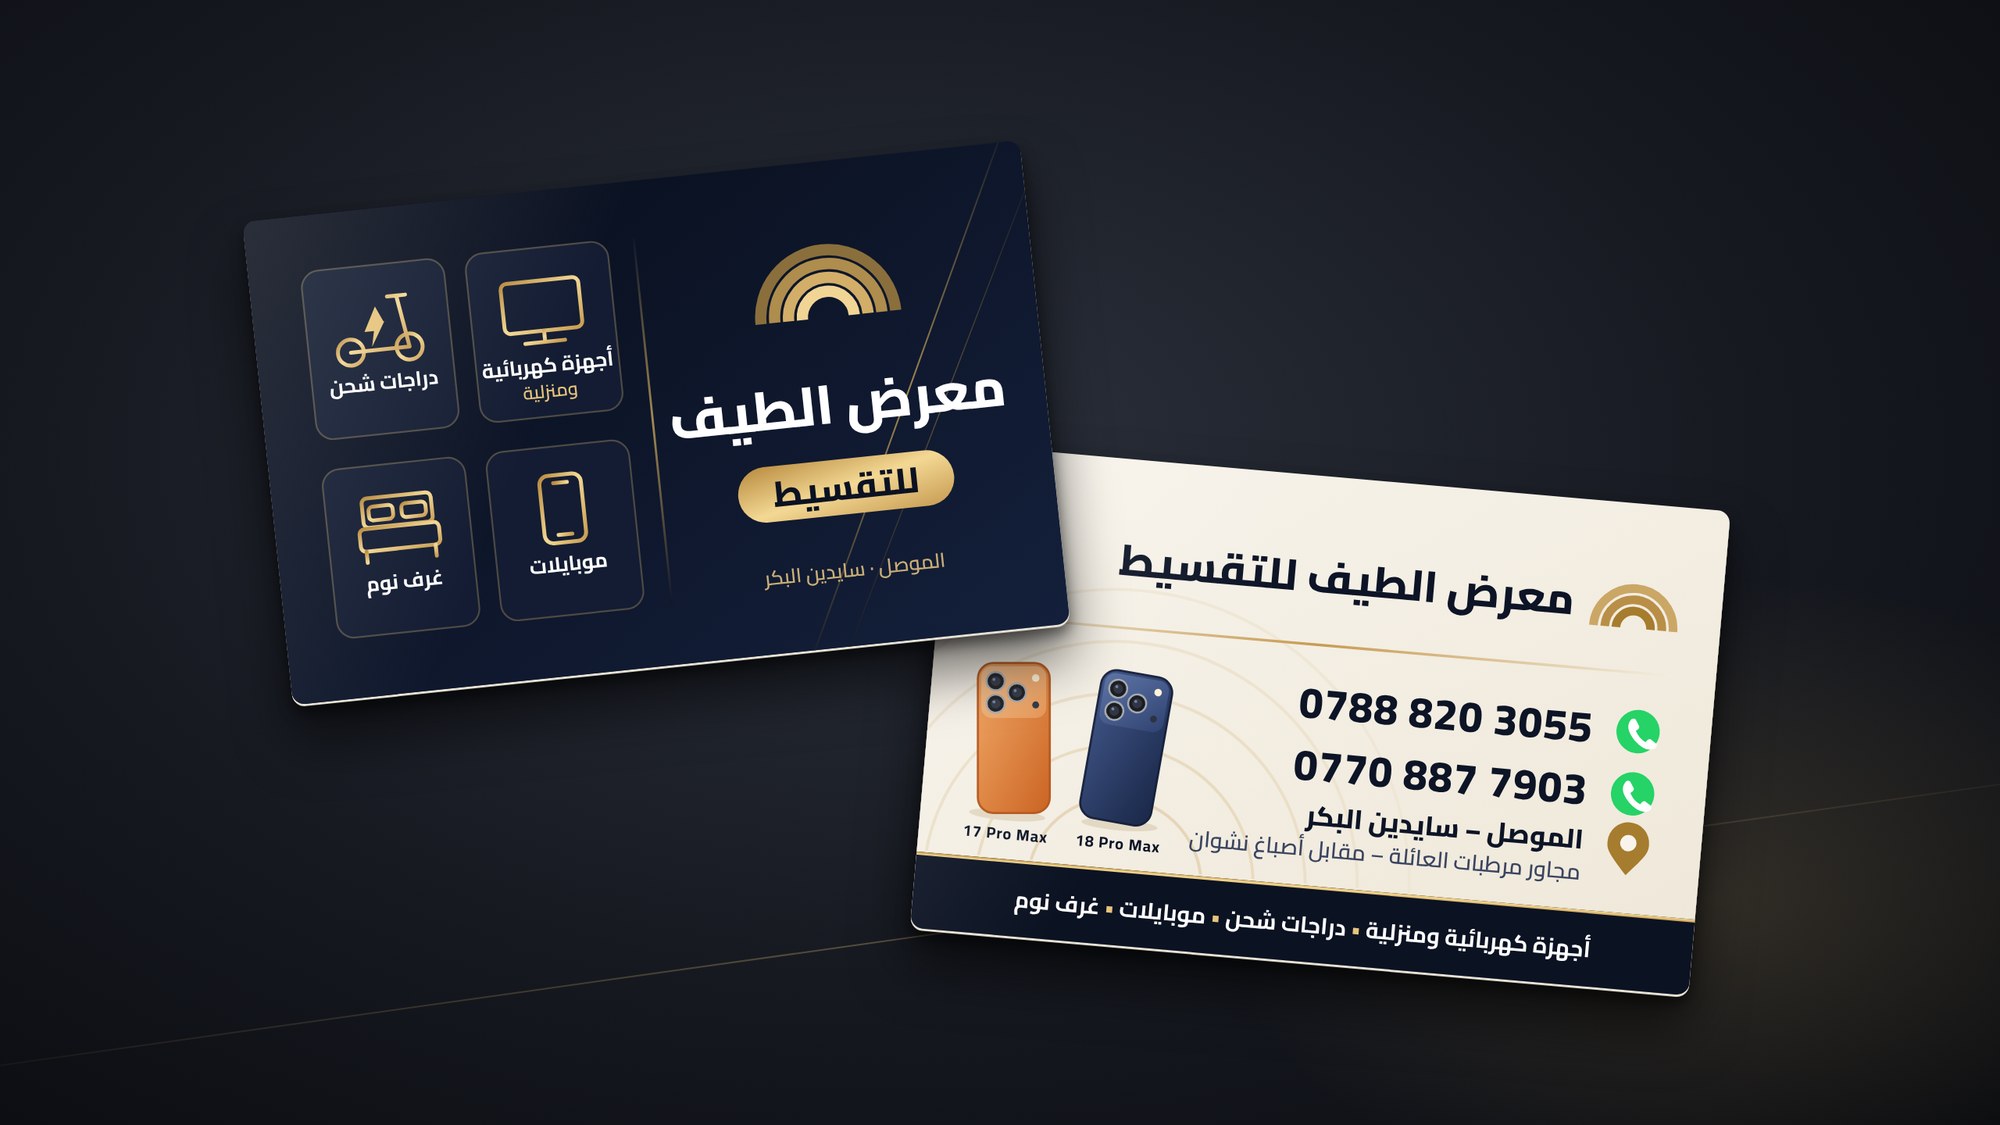 معرض الطيف
للتقسيط
الموصل · سايدين البكر
أجهزة كهربائية
ومنزلية
دراجات شحن
موبايلات
غرف نوم
معرض الطيف للتقسيط
0788 820 3055
0770 887 7903
الموصل – سايدين البكر
مجاور مرطبات العائلة – مقابل أصباغ نشوان
17 Pro Max
18 Pro Max
أجهزة كهربائية ومنزلية ▪ دراجات شحن ▪ موبايلات ▪ غرف نوم